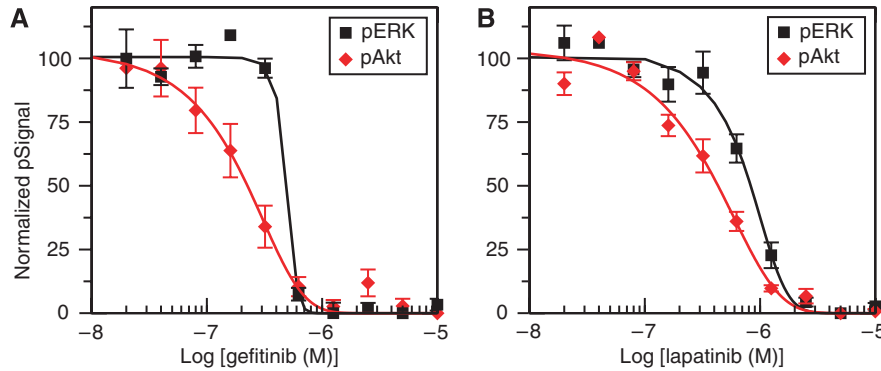 A
pERK
pAkt
Normalized pSignal
100
75
50
25
0
−8
−7
−6
−5
Log [gefitinib (M)]
B
pERK
pAkt
100
75
50
25
0
−8
−7
−6
−5
Log [lapatinib (M)]